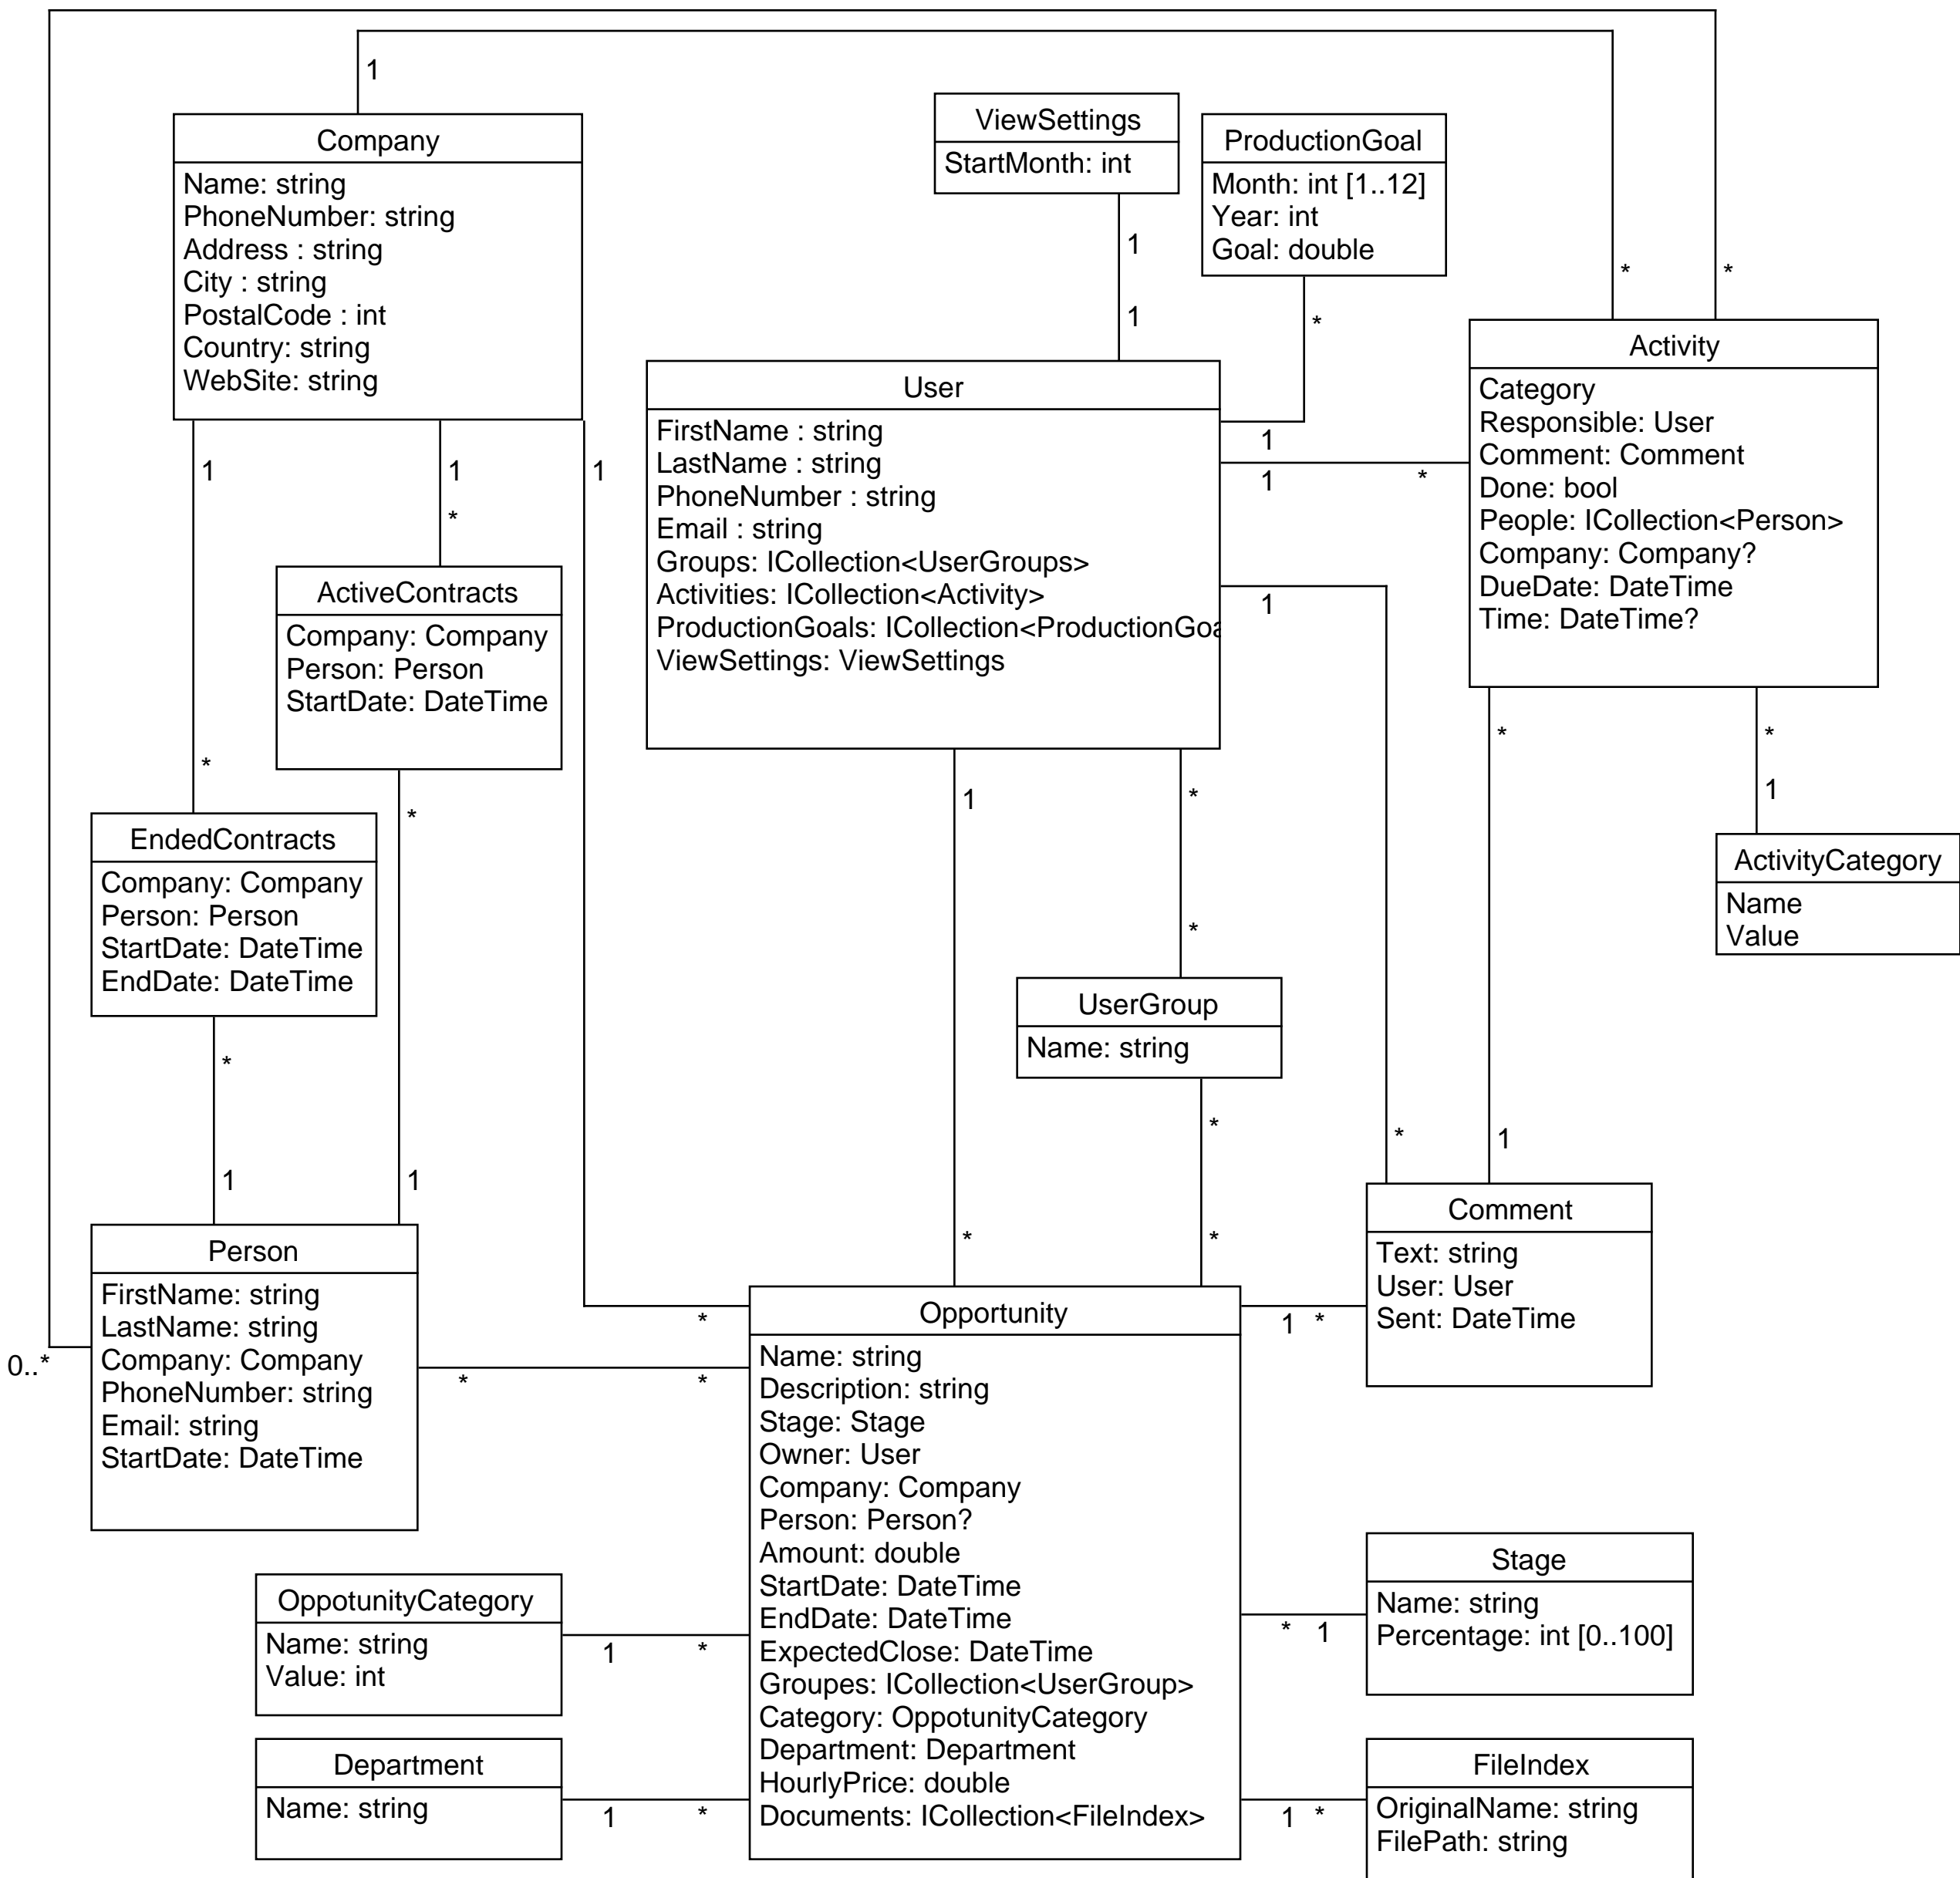 1
Company
Name: string
PhoneNumber: string
Address : string
City : string
PostalCode : int
Country: string
WebSite: string
ViewSettings
StartMonth: int
ProductionGoal
Month: int [1..12]
Year: int
Goal: double
1
1
*
*
*
User
FirstName : string
LastName : string
PhoneNumber : string
Email : string
Groups: ICollection<UserGroups>
Activities: ICollection<Activity>
ProductionGoals: ICollection<ProductionGoa
ViewSettings: ViewSettings
1
1
*
1
Activity
Category
Responsible: User
Comment: Comment
Done: bool
People: ICollection<Person>
Company: Company?
DueDate: DateTime
Time: DateTime?
1
1
1
*
ActiveContracts
Company: Company
Person: Person
StartDate: DateTime
*
*
EndedContracts
Company: Company
Person: Person
StartDate: DateTime
EndDate: DateTime
1
*
*
*
*
1
ActivityCategory
Name
Value
UserGroup
Name: string
*
1
1
*
*
*
*
1
Person
FirstName: string
LastName: string
Company: Company
PhoneNumber: string
Email: string
StartDate: DateTime
0..*
*
*
*
Opportunity
Name: string
Description: string
Stage: Stage
Owner: User
Company: Company
Person: Person?
Amount: double
StartDate: DateTime
EndDate: DateTime
ExpectedClose: DateTime
Groupes: ICollection<UserGroup>
Category: OppotunityCategory
Department: Department
HourlyPrice: double
Documents: ICollection<FileIndex>
1 *
Comment
Text: string
User: User
Sent: DateTime
OppotunityCategory
Name: string
Value: int
1 *
Department
Name: string
1 *
* 1
Stage
Name: string
Percentage: int [0..100]
1 *
FileIndex
OriginalName: string
FilePath: string